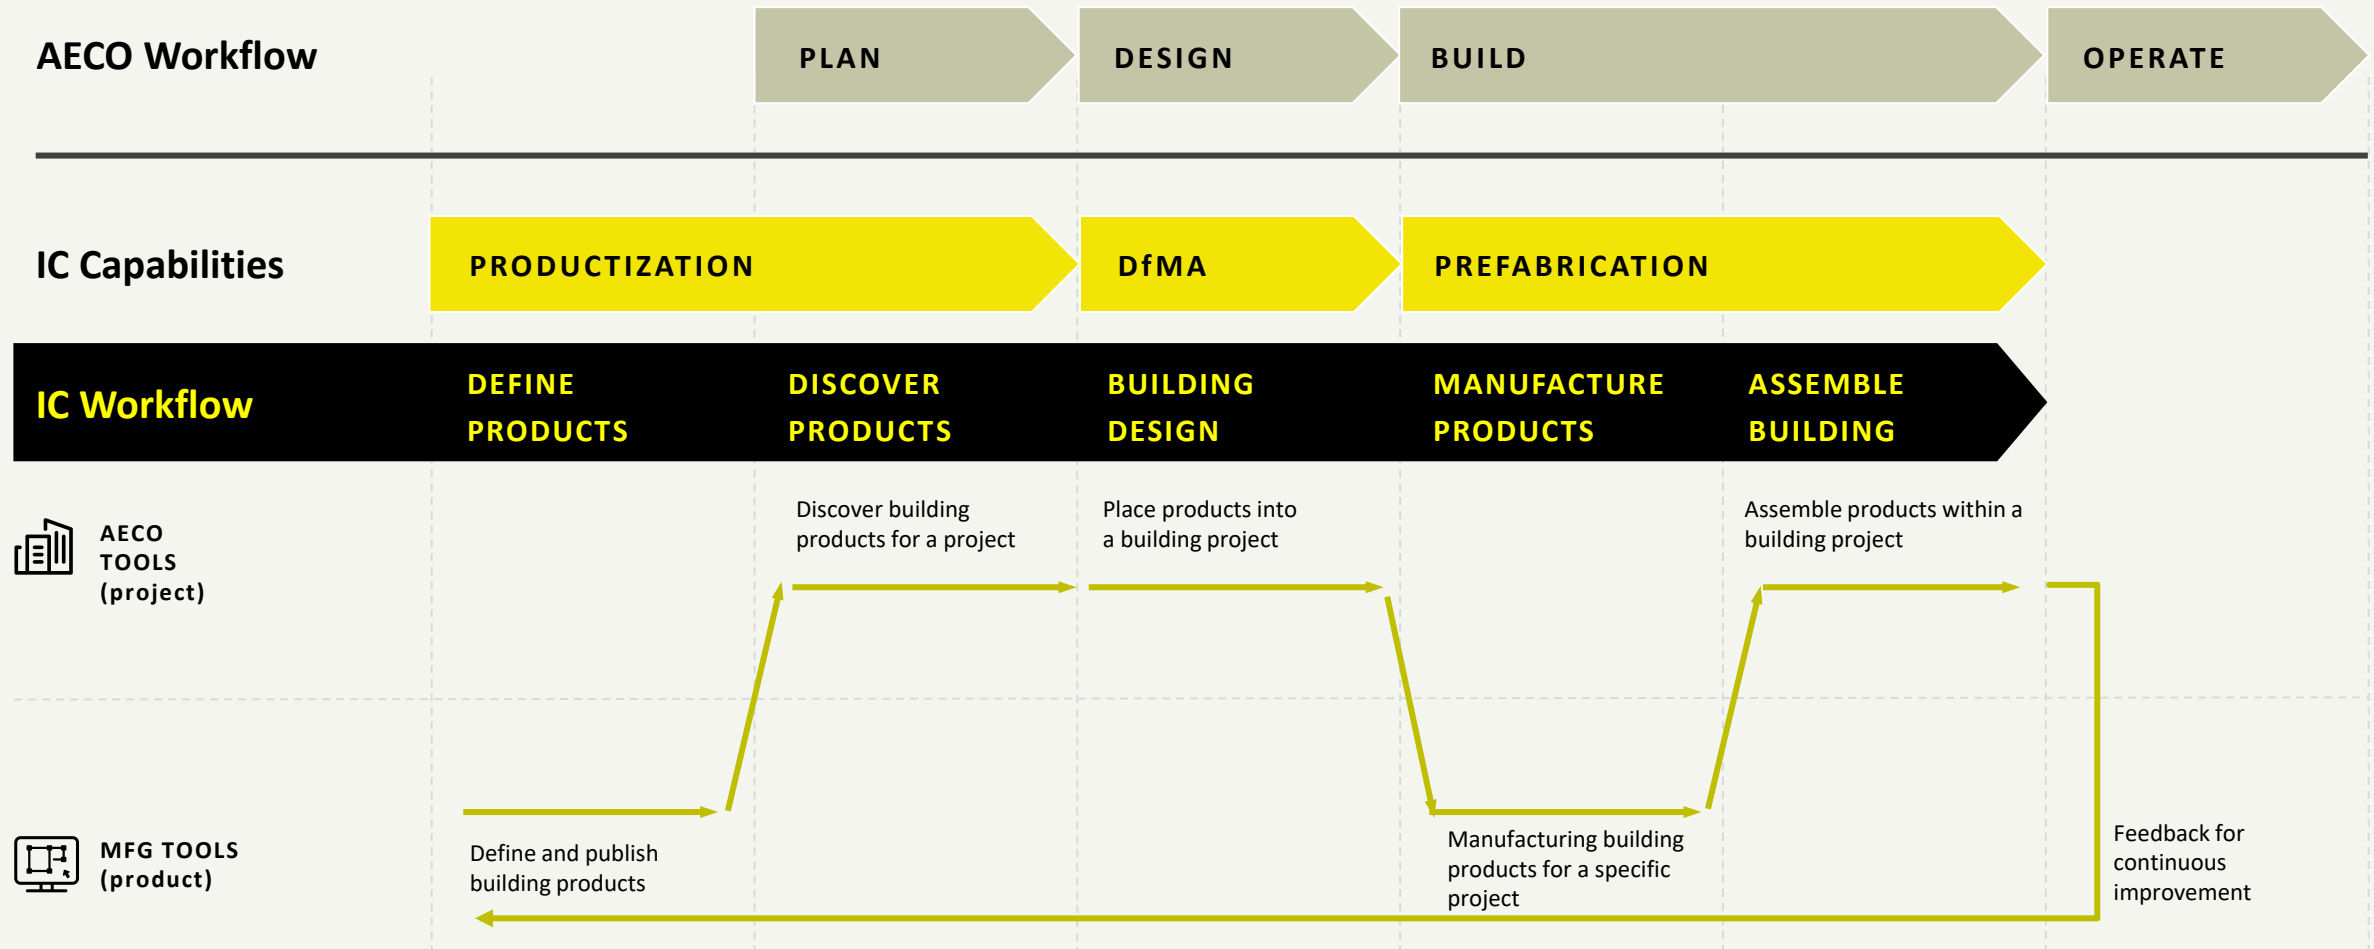 AECO Workflow
PLAN
DESIGN
BUILD
OPERATE
IC Capabilities
PRODUCTIZATION
DfMA
PREFABRICATION
IC Workflow
DEFINE
PRODUCTS
DISCOVER
PRODUCTS
BUILDING
DESIGN
MANUFACTURE
PRODUCTS
ASSEMBLE
BUILDING
AECO
TOOLS
(project)
Discover building
products for a project
Place products into
a building project
Assemble products within a
building project
MFG TOOLS
(product)
Define and publish
building products
Manufacturing building
products for a specific
project
Feedback for
continuous
improvement